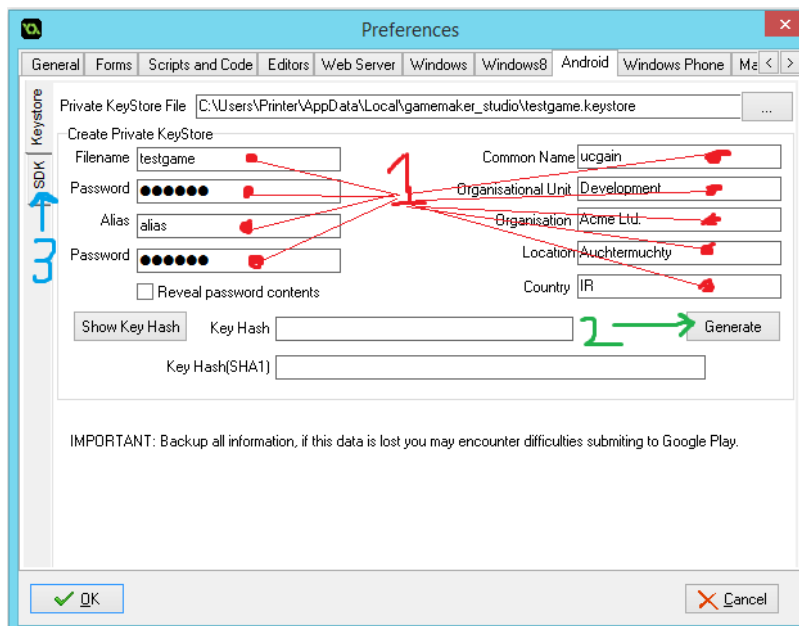 Preferences
General Forms Scripts and Code Editors Web Server Windows Windows8 Android Windows Phone Ma
Keystore
SDK
Private KeyStore File C:\Users\Printer\AppData\Local\gamemaker_studio\testgame.keystore ...
Create Private KeyStore
Filename testgame Common Name ucgain
Password ●●●●●● Organisational Unit Development
Alias alias Organisation Acme Ltd.
Password ●●●●●● Location Auchtermuchty
Reveal password contents Country IR
1
Show Key Hash Key Hash 2 Generate
3
Key Hash(SHA1)
IMPORTANT: Backup all information, if this data is lost you may encounter difficulties submiting to Google Play.
OK Cancel